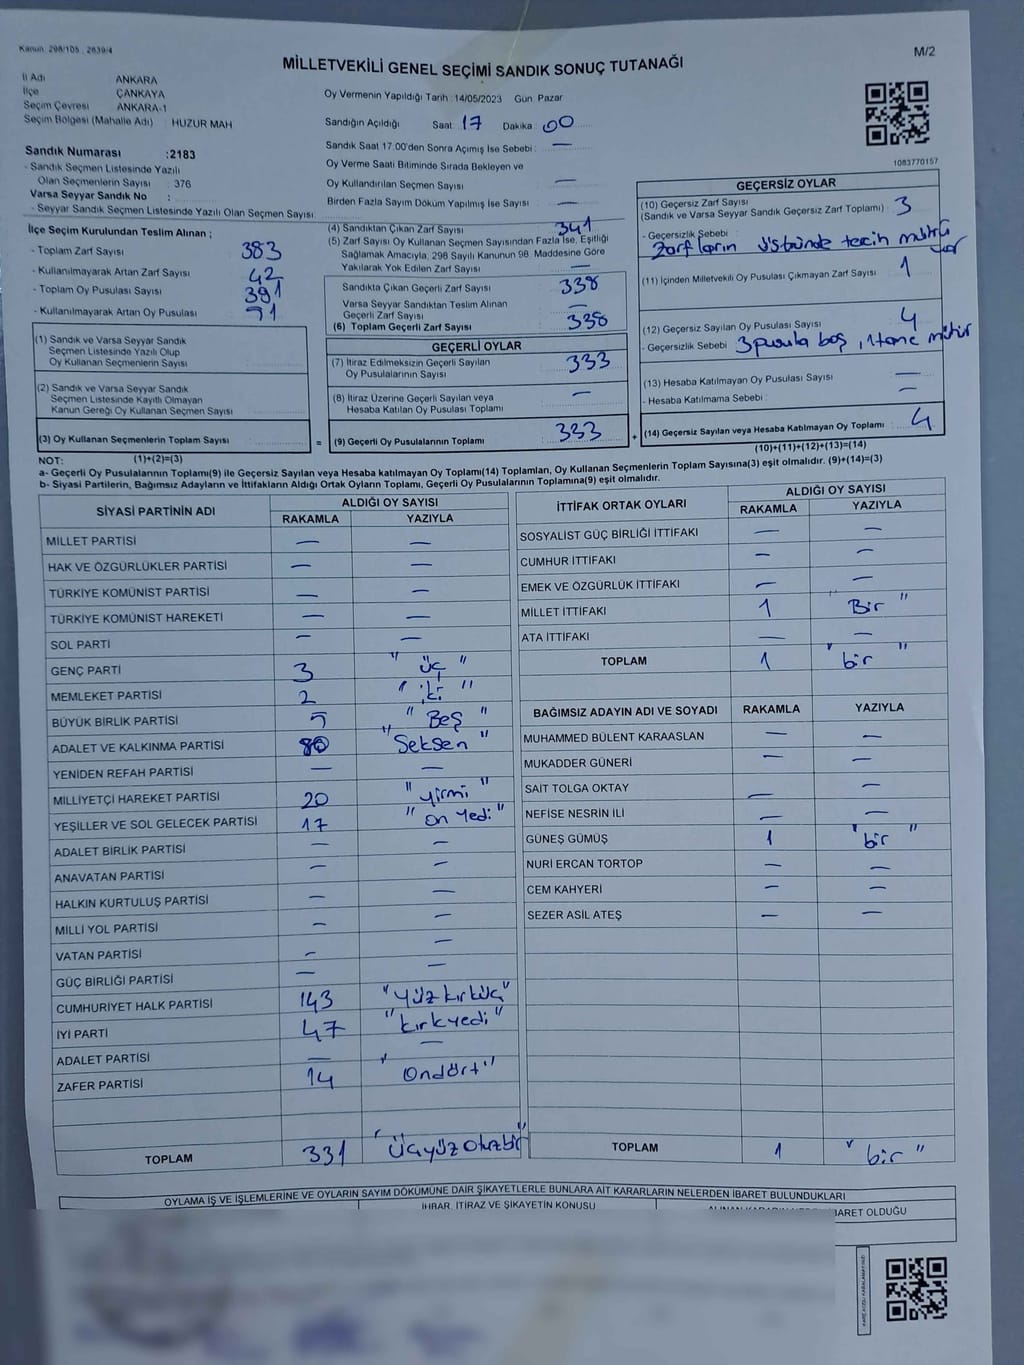 Kanun: 298/105 : 2839/4
M/2
MİLLETVEKİLİ GENEL SEÇİMİ SANDIK SONUÇ TUTANAĞI
İl Adı ANKARA
İlçe ÇANKAYA
Seçim Çevresi ANKARA-1
Seçim Bölgesi (Mahalle Adı) : HUZUR MAH
Sandık Numarası :2183
- Sandık Seçmen Listesinde Yazılı
Olan Seçmenlerin Sayısı : 376
Varsa Seyyar Sandık No :
- Seyyar Sandık Seçmen Listesinde Yazılı Olan Seçmen Sayısı:
İlçe Seçim Kurulundan Teslim Alınan ;
- Toplam Zarf Sayısı 383
- Kullanılmayarak Artan Zarf Sayısı 42
- Toplam Oy Pusulası Sayısı 391
- Kullanılmayarak Artan Oy Pusulası
Oy Vermenin Yapıldığı Tarih : 14/05/2023 Gün Pazar
Sandığın Açıldığı Saat : 17 Dakika : 00
Sandık Saat 17.00'den Sonra Açımış İse Sebebi : —
Oy Verme Saati Bitiminde Sırada Bekleyen ve
Oy Kullandırılan Seçmen Sayısı —
Birden Fazla Sayım Döküm Yapılmış İse Sayısı : —
(4) Sandıktan Çıkan Zarf Sayısı : 341
(5) Zarf Sayısı Oy Kullanan Seçmen Sayısından Fazla İse, Eşitliği
Sağlamak Amacıyla, 298 Sayılı Kanunun 98. Maddesine Göre
Yakılarak Yok Edilen Zarf Sayısı : —
Sandıkta Çıkan Geçerli Zarf Sayısı 338
Varsa Seyyar Sandıktan Teslim Alınan
Geçerli Zarf Sayısı : —
(6) Toplam Geçerli Zarf Sayısı 338
1083770157
GEÇERSİZ OYLAR
(10) Geçersiz Zarf Sayısı
(Sandık ve Varsa Seyyar Sandık Geçersiz Zarf Toplamı) : 3
- Geçersizlik Sebebi :
Zarfların üstünde tercih mührü
var
(11) İçinden Milletvekili Oy Pusulası Çıkmayan Zarf Sayısı 1
(12) Geçersiz Sayılan Oy Pusulası Sayısı 4
- Geçersizlik Sebebi 3 pusula boş, 1 tane mühür
(13) Hesaba Katılmayan Oy Pusulası Sayısı —
- Hesaba Katılmama Sebebi : —
(14) Geçersiz Sayılan veya Hesaba Katılmayan Oy Toplamı 4
(10)+(11)+(12)+(13)=(14)
(1) Sandık ve Varsa Seyyar Sandık
Seçmen Listesinde Yazılı Olup
Oy Kullanan Seçmenlerin Sayısı :
(2) Sandık ve Varsa Seyyar Sandık
Seçmen Listesinde Kayıtlı Olmayan
Kanun Gereği Oy Kullanan Seçmen Sayısı
(3) Oy Kullanan Seçmenlerin Toplam Sayısı =
(1)+(2)=(3)
GEÇERLİ OYLAR
(7) İtiraz Edilmeksizin Geçerli Sayılan
Oy Pusulalarının Sayısı 333
(8) İtiraz Üzerine Geçerli Sayılan veya
Hesaba Katılan Oy Pusulası Toplamı —
(9) Geçerli Oy Pusulalarının Toplamı 333 +
NOT:
a- Geçerli Oy Pusulalarının Toplamı(9) ile Geçersiz Sayılan veya Hesaba katılmayan Oy Toplamı(14) Toplamları, Oy Kullanan Seçmenlerin Toplam Sayısına(3) eşit olmalıdır. (9)+(14)=(3)
b- Siyasi Partilerin, Bağımsız Adayların ve İttifakların Aldığı Ortak Oyların Toplamı, Geçerli Oy Pusulalarının Toplamına(9) eşit olmalıdır.
SİYASİ PARTİNİN ADI ALDIĞI OY SAYISI
RAKAMLA YAZIYLA
MİLLET PARTİSİ — —
HAK VE ÖZGÜRLÜKLER PARTİSİ — —
TÜRKİYE KOMÜNİST PARTİSİ — —
TÜRKİYE KOMÜNİST HAREKETİ — —
SOL PARTİ — —
GENÇ PARTİ 3 "üç"
MEMLEKET PARTİSİ 2 "iki"
BÜYÜK BİRLİK PARTİSİ 5 "Beş"
ADALET VE KALKINMA PARTİSİ 80 "Seksen"
YENİDEN REFAH PARTİSİ — —
MİLLİYETÇİ HAREKET PARTİSİ 20 "yirmi"
YEŞİLLER VE SOL GELECEK PARTİSİ 17 "on yedi"
ADALET BİRLİK PARTİSİ — —
ANAVATAN PARTİSİ — —
HALKIN KURTULUŞ PARTİSİ — —
MİLLİ YOL PARTİSİ — —
VATAN PARTİSİ — —
GÜÇ BİRLİĞİ PARTİSİ — —
CUMHURİYET HALK PARTİSİ 143 "yüz kırküç"
İYİ PARTİ 47 "kırkyedi"
ADALET PARTİSİ — —
ZAFER PARTİSİ 14 "Ondört"
TOPLAM 331 "Üçyüzotuzbir"
İTTİFAK ORTAK OYLARI ALDIĞI OY SAYISI
RAKAMLA YAZIYLA
SOSYALİST GÜÇ BİRLİĞİ İTTİFAKI — —
CUMHUR İTTİFAKI — —
EMEK VE ÖZGÜRLÜK İTTİFAKI — —
MİLLET İTTİFAKI 1 "Bir"
ATA İTTİFAKI — —
TOPLAM 1 "bir"
BAĞIMSIZ ADAYIN ADI VE SOYADI RAKAMLA YAZIYLA
MUHAMMED BÜLENT KARAASLAN — —
MUKADDER GÜNERİ — —
SAİT TOLGA OKTAY — —
NEFİSE NESRİN İLİ — —
GÜNEŞ GÜMÜŞ 1 "bir"
NURİ ERCAN TORTOP — —
CEM KAHYERİ — —
SEZER ASİL ATEŞ — —
TOPLAM 1 "bir"
OYLAMA İŞ VE İŞLEMLERİNE VE OYLARIN SAYIM DÖKÜMÜNE DAİR ŞİKAYETLERLE BUNLARA AİT KARARLARIN NELERDEN İBARET BULUNDUKLARI
İHBAR, İTİRAZ VE ŞİKAYETİN KONUSU
İBARET OLDUĞU